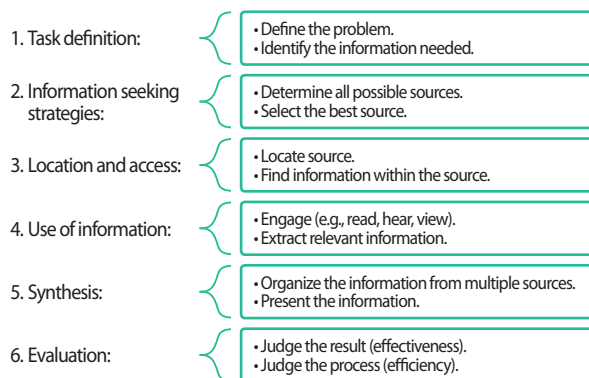 1. Task definition:
• Define the problem.
• Identify the information needed.
2. Information seeking
strategies:
• Determine all possible sources.
• Select the best source.
3. Location and access:
• Locate source.
• Find information within the source.
4. Use of information:
• Engage (e.g., read, hear, view).
• Extract relevant information.
5. Synthesis:
• Organize the information from multiple sources.
• Present the information.
6. Evaluation:
• Judge the result (effectiveness).
• Judge the process (efficiency).